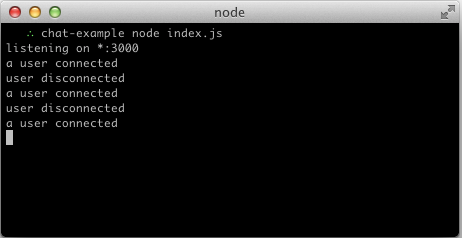 node
∴ chat-example node index.js
listening on *:3000
a user connected
user disconnected
a user connected
user disconnected
a user connected